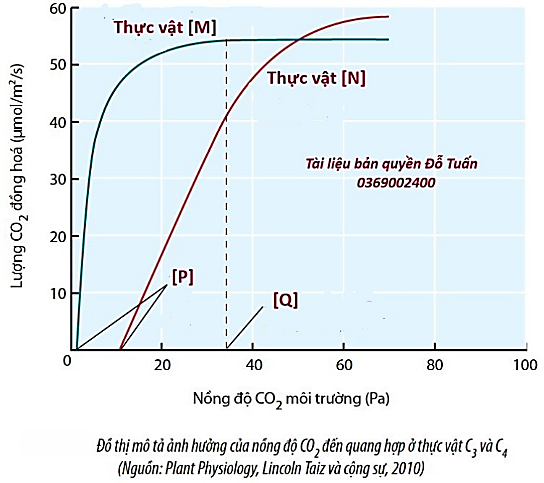 60
50
40
30
20
10
0
20
40
60
80
100
Lượng CO₂ đồng hoá (μmol/m²/s)
Thực vật [M]
Thực vật [N]
Tài liệu bản quyền Đỗ Tuấn
0369002400
[P]
[Q]
Nồng độ CO₂ môi trường (Pa)
Đồ thị mô tả ảnh hưởng của nồng độ CO₂ đến quang hợp ở thực vật C₃ và C₄
(Nguồn: Plant Physiology, Lincoln Taiz và cộng sự, 2010)